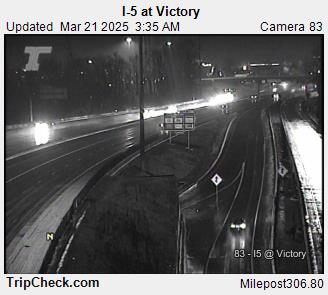 I-5 at Victory
Updated Mar 21 2025 3:35 AM Camera 83
T
N
83 - I5 @ Victory
TripCheck.com Milepost306.80